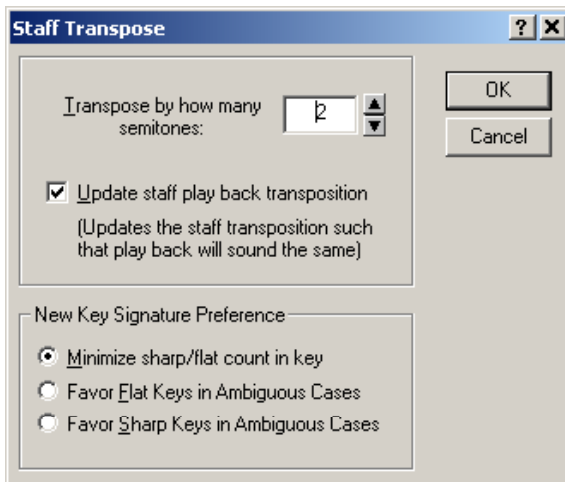 Staff Transpose
Transpose by how many
semitones:
2
OK
Cancel
Update staff play back transposition
(Updates the staff transposition such
that play back will sound the same)
New Key Signature Preference
Minimize sharp/flat count in key
Favor Flat Keys in Ambiguous Cases
Favor Sharp Keys in Ambiguous Cases